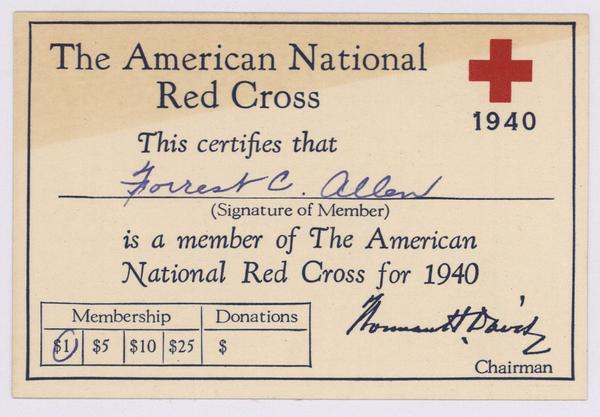 The American National
Red Cross
1940
This certifies that
Forrest C. Allen
(Signature of Member)
is a member of The American
National Red Cross for 1940
Membership Donations
$1 $5 $10 $25 $
Norman H. Davis
Chairman